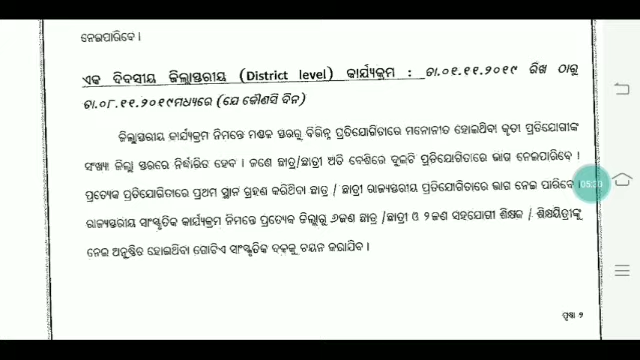 ନେଇପାରିବେ ।
ଏକ ଦିବସୀୟ ଜିଲ୍ଲାସ୍ତରୀୟ (District level) କାର୍ଯ୍ୟକ୍ରମ : ତା.୦୧.୧୧.୨୦୧୯ ରିଖ ଠାରୁ
ତା.୦୮.୧୧.୨୦୧୯ମଧ୍ୟରେ (ଯେ କୌଣସି ଦିନ)
ଜିଲ୍ଲାସ୍ତରୀୟ କାର୍ଯ୍ୟକ୍ରମ ନିମନ୍ତେ ମଣ୍ଡଳ ସ୍ତରରୁ ବିଭିନ୍ନ ପ୍ରତିଯୋଗିତାରେ ମନୋନୀତ ହୋଇଥିବା କୃତୀ ପ୍ରତିଯୋଗୀଙ୍କ
ସଂଖ୍ୟା ଜିଲ୍ଲା ସ୍ତରରେ ନିର୍ଦ୍ଧାରିତ ହେବ । ଜଣେ ଛାତ୍ର/ଛାତ୍ରୀ ଅତି ବେଶିରେ ଦୁଇଟି ପ୍ରତିଯୋଗିତାରେ ଭାଗ ନେଇପାରିବେ ।
ପ୍ରତ୍ୟେକ ପ୍ରତିଯୋଗିତାରେ ପ୍ରଥମ ସ୍ଥାନ ଗ୍ରହଣ କରିଥିବା ଛାତ୍ର / ଛାତ୍ରୀ ରାଜ୍ୟସ୍ତରୀୟ ପ୍ରତିଯୋଗିତାରେ ଭାଗ ନେଇ ପାରିବେ
05:30
ରାଜ୍ୟସ୍ତରୀୟ ସାଂସ୍କୃତିକ କାର୍ଯ୍ୟକ୍ରମ ନିମନ୍ତେ ପ୍ରତ୍ୟେକ ଜିଲ୍ଲାରୁ ୬ଜଣ ଛାତ୍ର /ଛାତ୍ରୀ ଓ ୨ଜଣ ସହଯୋଗୀ ଶିକ୍ଷକ / ଶିକ୍ଷୟିତ୍ରୀଙ୍କୁ
ନେଇ ଅନୁଷ୍ଠିତ ହୋଇଥିବା ଗୋଟିଏ ସାଂସ୍କୃତିକ ଦଳକୁ ଚୟନ କରାଯିବ ।
ପୃଷ୍ଠା ୨